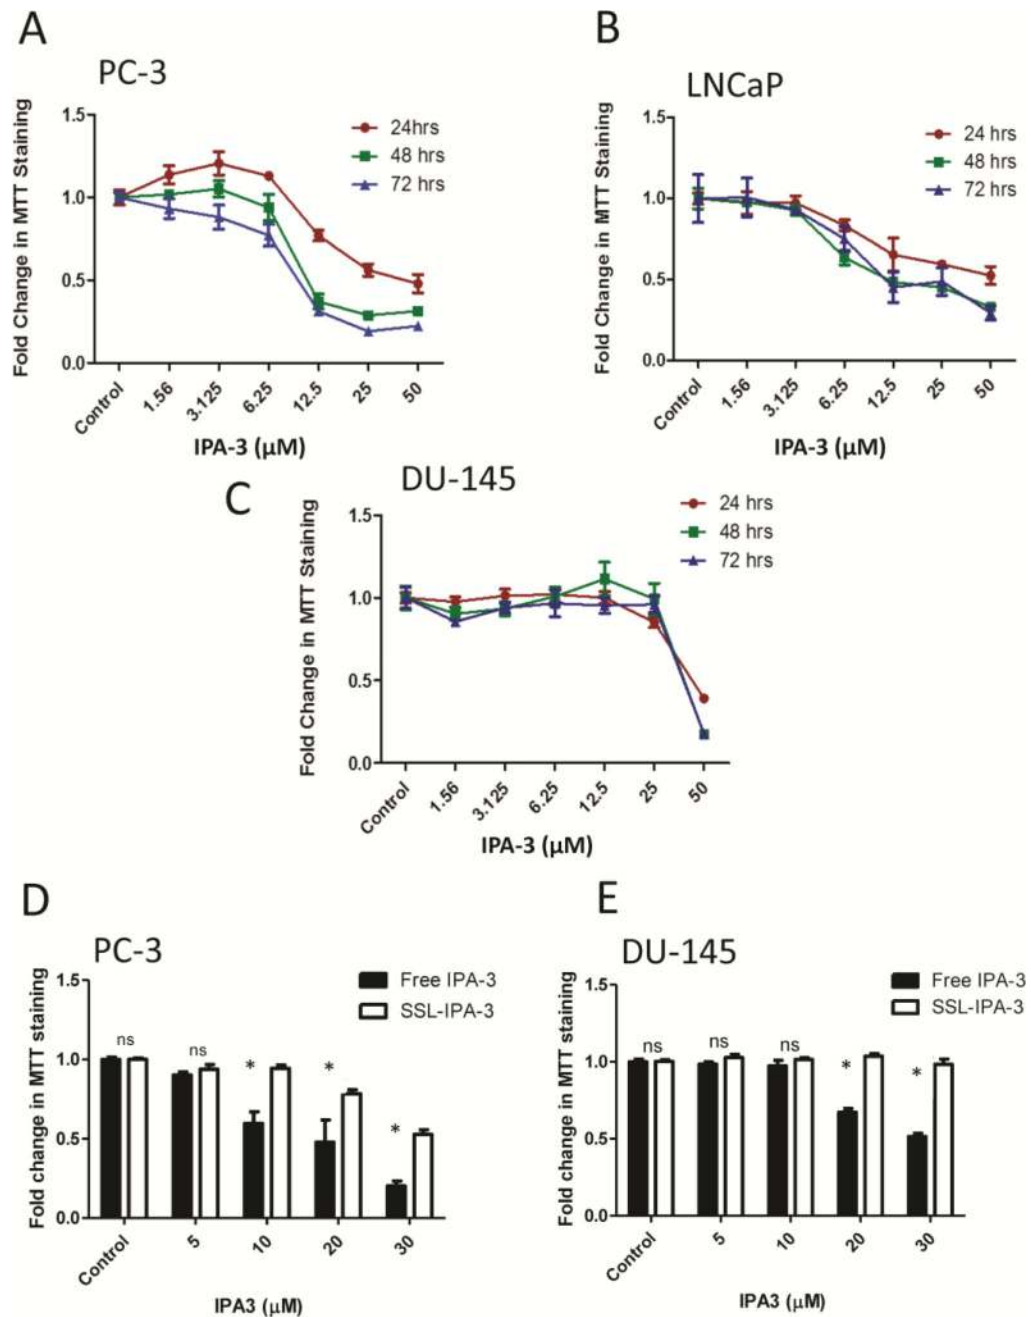 A
PC-3
Fold Change in MTT Staining
1.5
1.0
0.5
0.0
24hrs
48 hrs
72 hrs
Control
1.56
3.125
6.25
12.5
25
50
IPA-3 (μM)
B
LNCaP
Fold Change in MTT Staining
1.5
1.0
0.5
0.0
24 hrs
48 hrs
72 hrs
Control
1.56
3.125
6.25
12.5
25
50
IPA-3 (μM)
C
DU-145
Fold Change in MTT Staining
1.5
1.0
0.5
0.0
24 hrs
48 hrs
72 hrs
Control
1.56
3.125
6.25
12.5
25
50
IPA-3 (μM)
D
PC-3
Fold change in MTT staining
1.5
1.0
0.5
0.0
Free IPA-3
SSL-IPA-3
ns
ns
*
*
*
Control
5
10
20
30
IPA3 (μM)
E
DU-145
Fold change in MTT staining
1.5
1.0
0.5
0.0
Free IPA-3
SSL-IPA-3
ns
ns
ns
*
*
Control
5
10
20
30
IPA3 (μM)